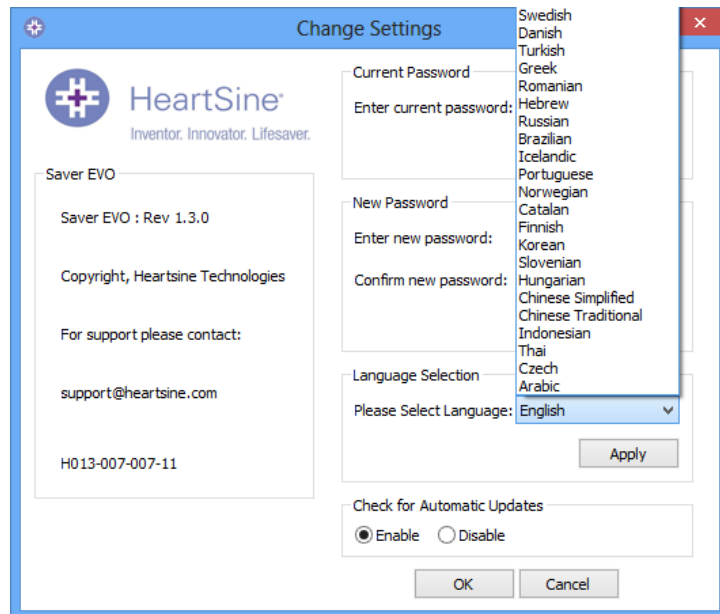 Change Settings
HeartSine®
Inventor. Innovator. Lifesaver.
Saver EVO
Saver EVO : Rev 1.3.0
Copyright, Heartsine Technologies
For support please contact:
support@heartsine.com
H013-007-007-11
Current Password
Enter current password:
New Password
Enter new password:
Confirm new password:
Language Selection
Please Select Language: English
Swedish
Danish
Turkish
Greek
Romanian
Hebrew
Russian
Brazilian
Icelandic
Portuguese
Norwegian
Catalan
Finnish
Korean
Slovenian
Hungarian
Chinese Simplified
Chinese Traditional
Indonesian
Thai
Czech
Arabic
Apply
Check for Automatic Updates
Enable Disable
OK Cancel